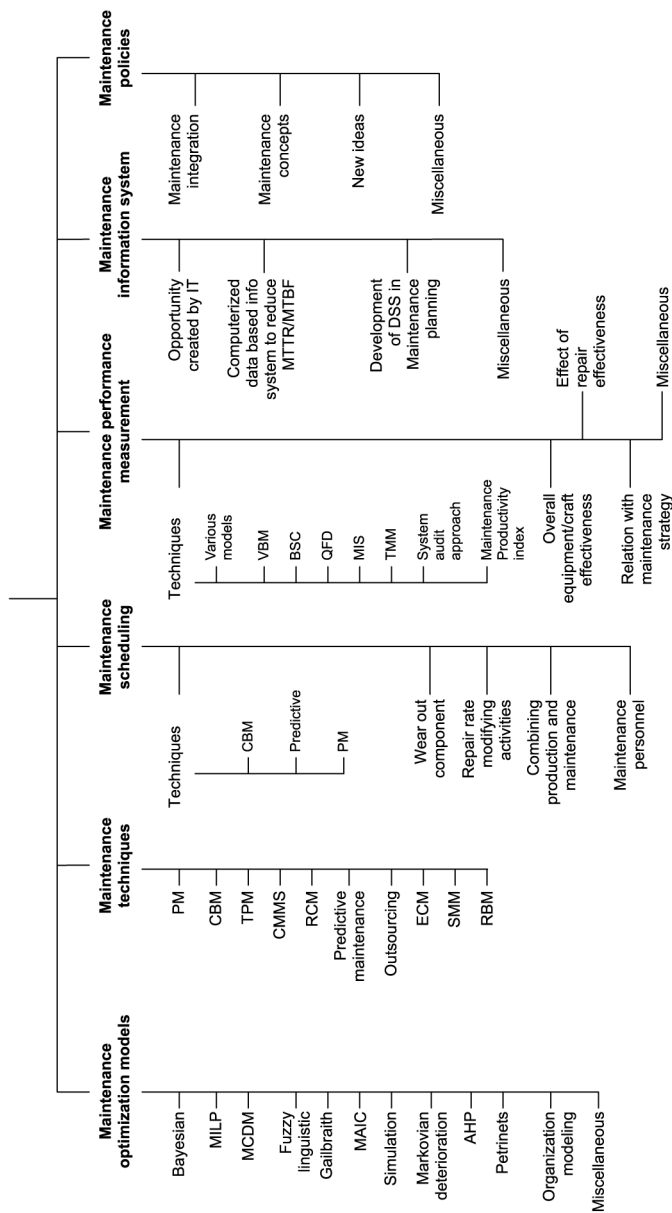 Maintenance
optimization models
Bayesian
MILP
MCDM
Fuzzy
linguistic
Gailbraith
MAIC
Simulation
Markovian
deterioration
AHP
Petrinets
Organization
modeling
Miscellaneous
Maintenance
techniques
PM
CBM
TPM
CMMS
RCM
Predictive
maintenance
Outsourcing
ECM
SMM
RBM
Maintenance
scheduling
Techniques
CBM
Predictive
PM
Wear out
component
Repair rate
modifying
activities
Combining
production and
maintenance
Maintenance
personnel
Maintenance performance
measurement
Techniques
Various
models
VBM
BSC
QFD
MIS
TMM
System
audit
approach
Maintenance
Productivity
index
Overall
equipment/craft
effectiveness
Effect of
repair
effectiveness
Relation with
maintenance
strategy
Miscellaneous
Maintenance
information system
Opportunity
created by IT
Computerized
data based info
system to reduce
MTTR/MTBF
Development
of DSS in
Maintenance
planning
Miscellaneous
Maintenance
policies
Maintenance
integration
Maintenance
concepts
New ideas
Miscellaneous